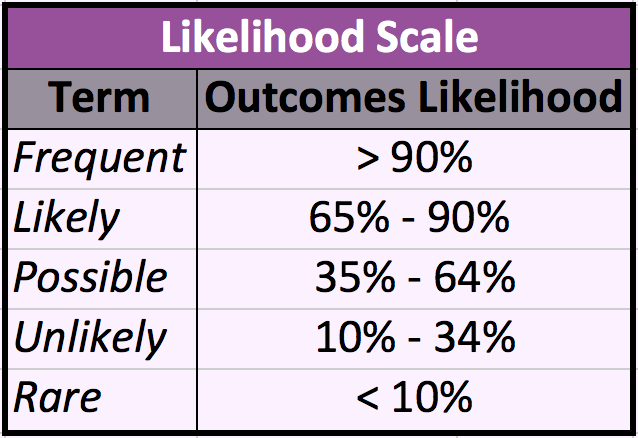 Likelihood Scale
Term Outcomes Likelihood
Frequent > 90%
Likely 65% - 90%
Possible 35% - 64%
Unlikely 10% - 34%
Rare < 10%